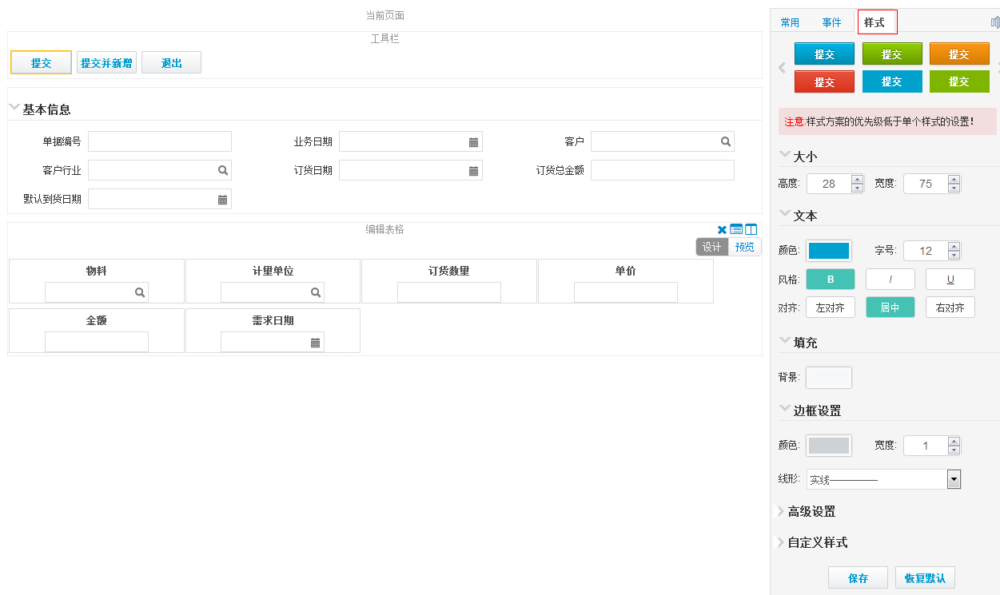 当前页面
工具栏
提交 提交并新增 退出
基本信息
单据编号 业务日期 客户
客户行业 订货日期 订货总金额
默认到货日期
编辑表格
设计 预览
物料 计量单位 订货数量 单价
金额 需求日期
常用 事件 样式
提交 提交 提交
提交 提交 提交
注意:样式方案的优先级低于单个样式的设置!
大小
高度: 28 宽度: 75
文本
颜色: 字号: 12
风格: B I U
对齐: 左对齐 居中 右对齐
填充
背景:
边框设置
颜色: 宽度: 1
线形: 实线—————
高级设置
自定义样式
保存 恢复默认